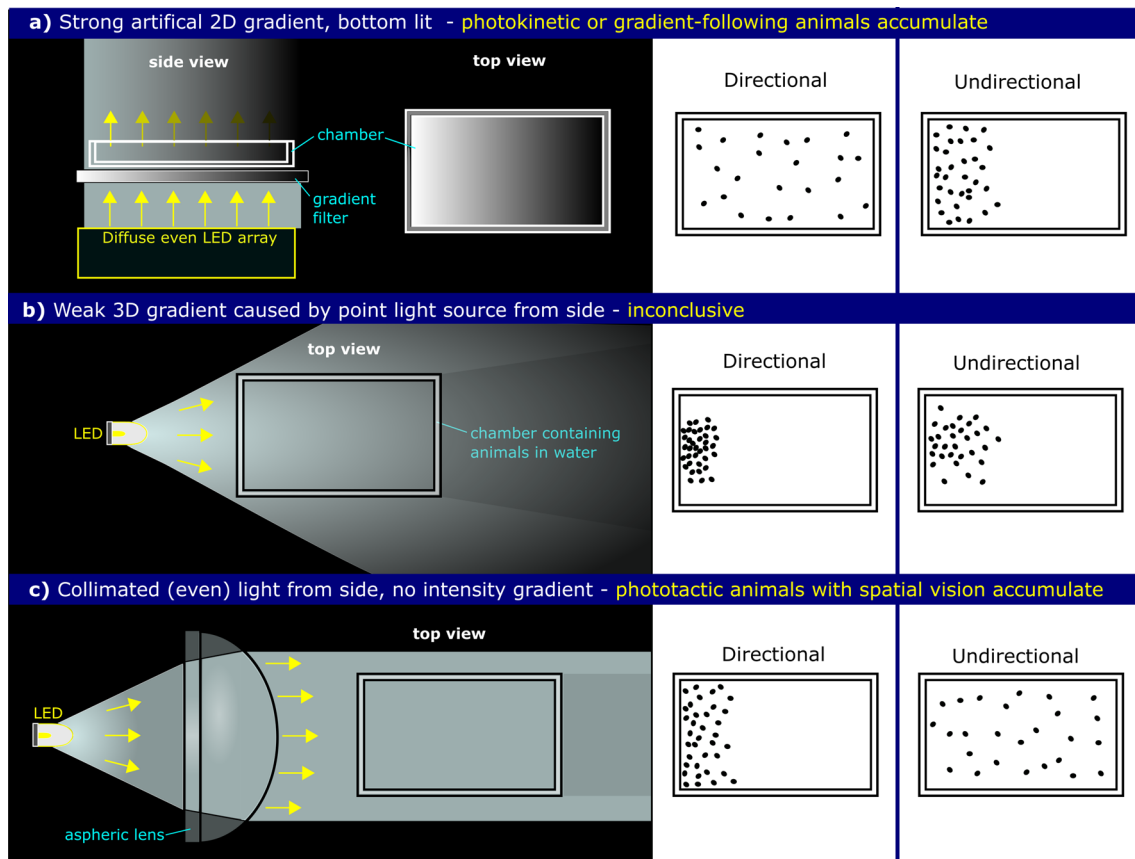 a) Strong artifical 2D gradient, bottom lit - photokinetic or gradient-following animals accumulate
side view
top view
chamber
gradient
filter
Diffuse even LED array
Directional
Undirectional
b) Weak 3D gradient caused by point light source from side - inconclusive
top view
LED
chamber containing
animals in water
Directional
Undirectional
c) Collimated (even) light from side, no intensity gradient - phototactic animals with spatial vision accumulate
top view
LED
aspheric lens
Directional
Undirectional